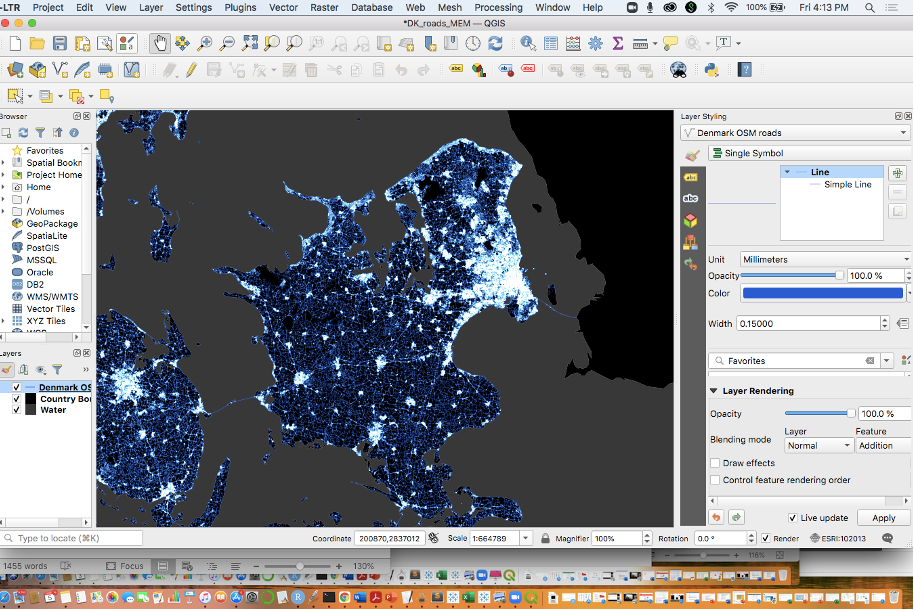 -LTR Project Edit View Layer Settings Plugins Vector Raster Database Web Mesh Processing Window Help 100% Fri 4:13 PM
*DK_roads_MEM — QGIS
Browser
Layer Styling
Denmark OSM roads
Favorites
Single Symbol
Spatial Bookn
Project Home
Line
Home
Simple Line
/
/Volumes
GeoPackage
SpatiaLite
PostGIS
MSSQL
Unit Millimeters
Oracle
Opacity 100.0 %
DB2
Color
WMS/WMTS
Vector Tiles
XYZ Tiles
Width 0.15000
Layers
Favorites
Denmark OS
Layer Rendering
Country Bo
Water
Opacity 100.0 %
Layer Feature
Blending mode Normal Addition
Draw effects
Control feature rendering order
Live update Apply
Type to locate (⌘K) Coordinate 200870,2837012 Scale 1:664789 Magnifier 100% Rotation 0.0 ° Render ESRI:102013
1455 words Focus 130% 116%